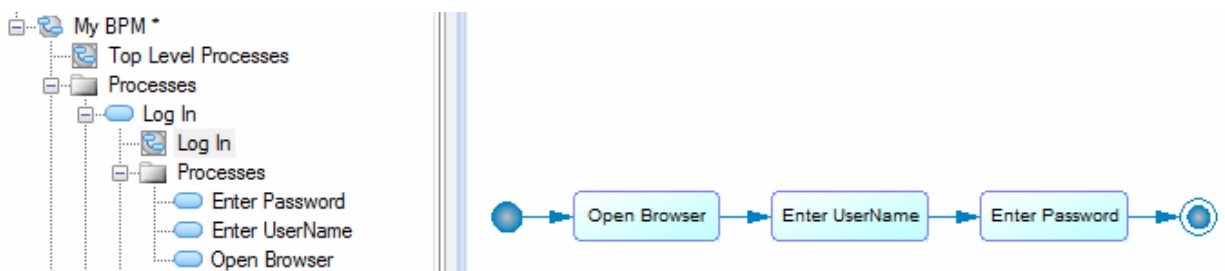 My BPM *
Top Level Processes
Processes
Log In
Log In
Processes
Enter Password
Enter UserName
Open Browser
Open Browser
Enter UserName
Enter Password